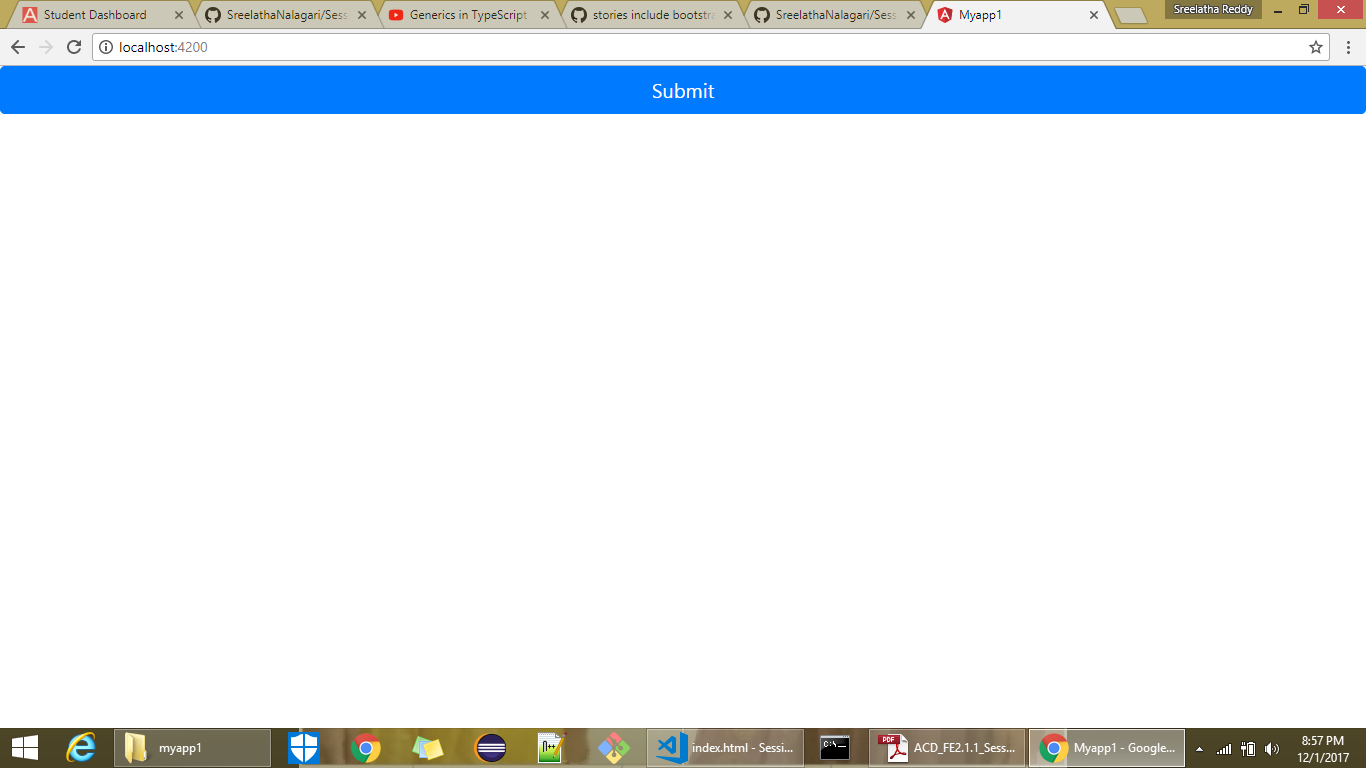 Student Dashboard
SreelathaNalagari/Sess
Generics in TypeScript
stories include bootstra
SreelathaNalagari/Sess
Myapp1
Sreelatha Reddy
localhost:4200
Submit
myapp1
index.html - Sessi...
ACD_FE2.1.1_Sess...
Myapp1 - Google...
8:57 PM
12/1/2017